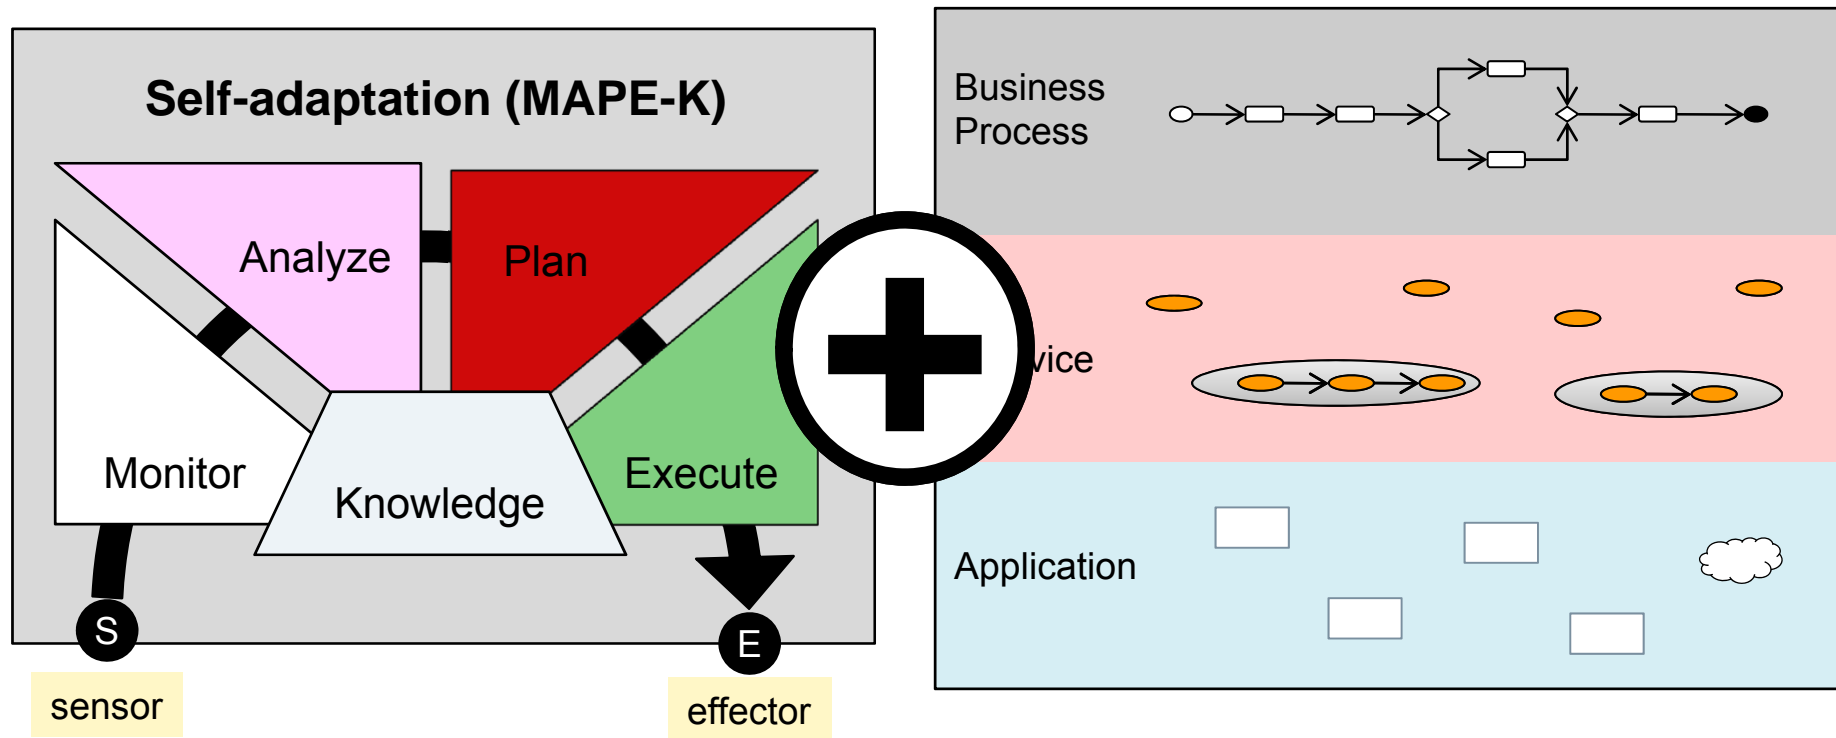 Self-adaptation (MAPE-K)
Analyze
Plan
Monitor
Knowledge
Execute
S
E
sensor
effector
Business
Process
vice
Application